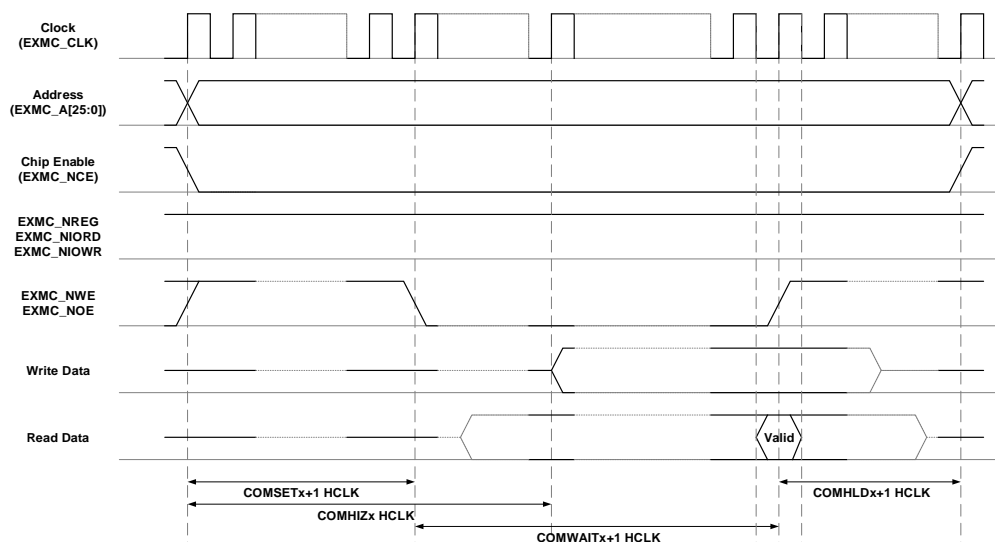 Clock
(EXMC_CLK)
Address
(EXMC_A[25:0])
Chip Enable
(EXMC_NCE)
EXMC_NREG
EXMC_NIORD
EXMC_NIOWR
EXMC_NWE
EXMC_NOE
Write Data
Read Data
Valid
COMSETx+1 HCLK
COMHLDx+1 HCLK
COMHIZx HCLK
COMWAITx+1 HCLK